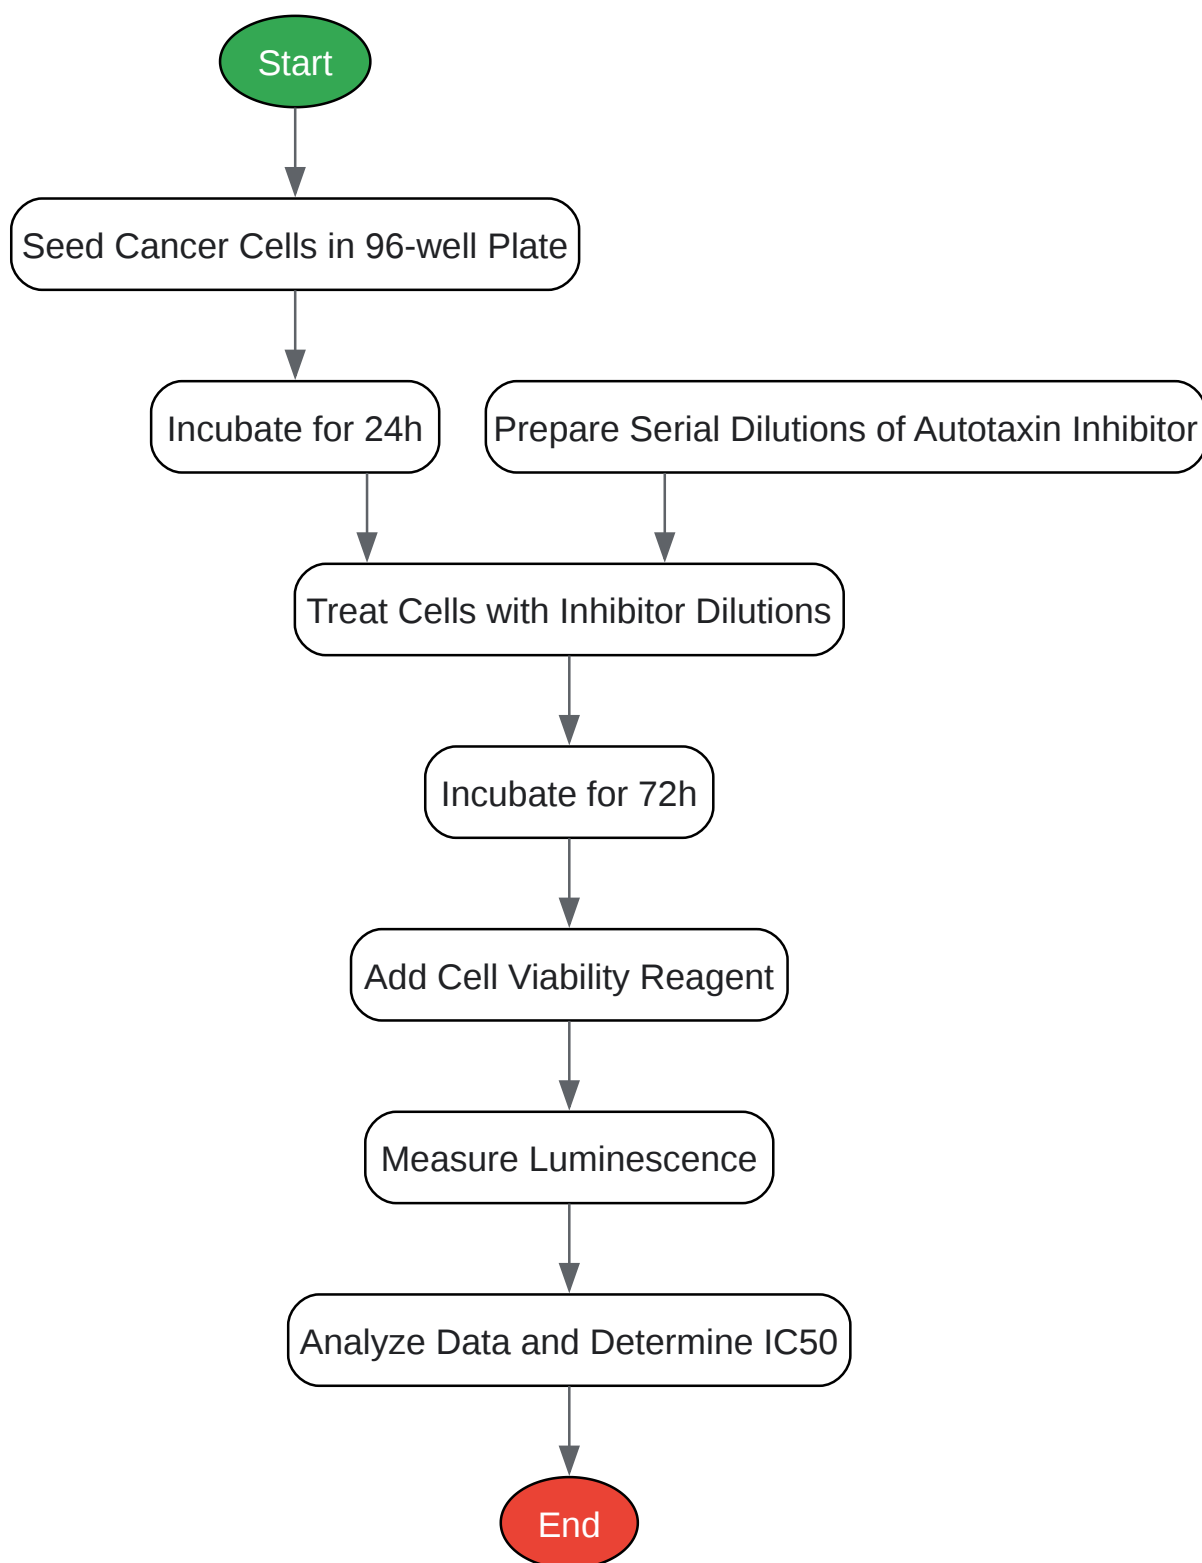 Start
Seed Cancer Cells in 96-well Plate
Incubate for 24h
Prepare Serial Dilutions of Autotaxin Inhibitor
Treat Cells with Inhibitor Dilutions
Incubate for 72h
Add Cell Viability Reagent
Measure Luminescence
Analyze Data and Determine IC50
End